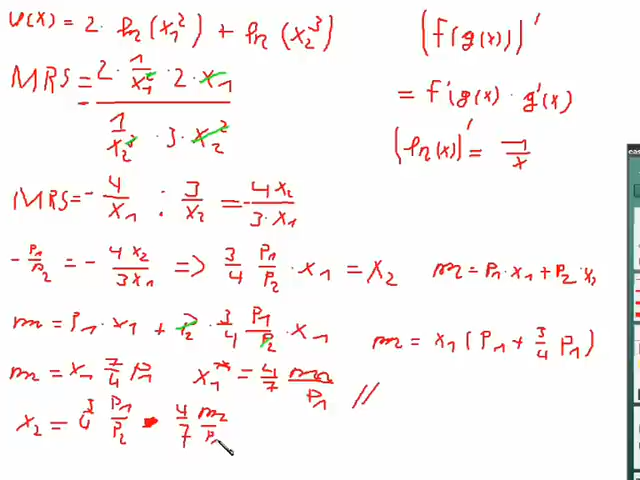 U(X) = 2 · ln (X₁²) + ln (X₂³)
(f(g(x))'
MRS = - (2 · 1/X₁² · 2 · X₁) / (1/X₂³ · 3 · X₂²)
= f'(g(x) · g'(x)
(ln(x))' = 1/x
MRS = - 4/X₁ : 3/X₂ = - 4X₂/3·X₁
- P₁/P₂ = - 4X₂/3X₁ => 3/4 P₁/P₂ · X₁ = X₂
m = P₁ · X₁ + P₂ · X₂
m = P₁ · X₁ + P₂ · 3/4 P₁/P₂ · X₁
m = X₁ (P₁ + 3/4 P₁)
m = X₁ 7/4 P₁
X₁* = 4/7 m/P₁ //
X₂ = 3/4 P₁/P₂ · 4/7 m/P₁